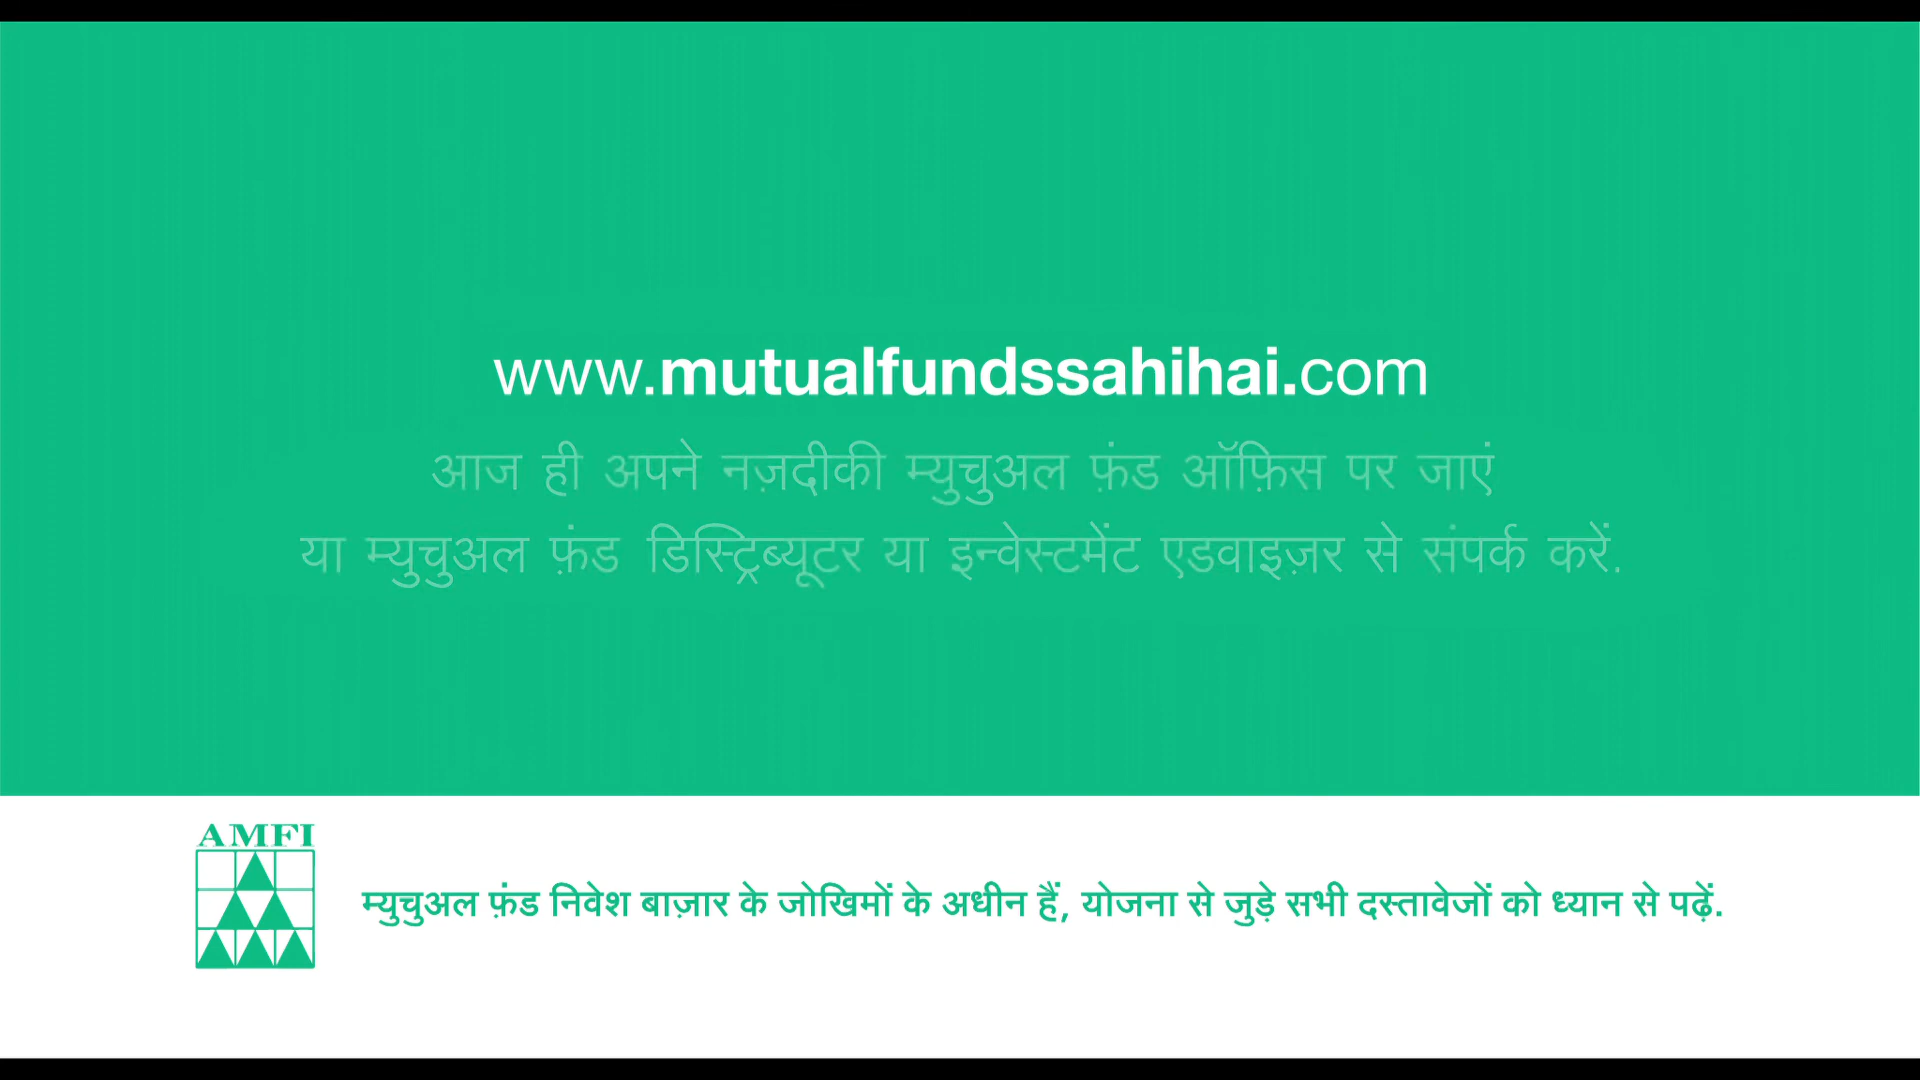 www.mutualfundssahihai.com
आज ही अपने नज़दीकी म्युचुअल फ़ंड ऑफ़िस पर जाएं
या म्युचुअल फ़ंड डिस्ट्रिब्यूटर या इन्वेस्टमेंट एडवाइज़र से संपर्क करें.
AMFI
म्युचुअल फ़ंड निवेश बाज़ार के जोखिमों के अधीन हैं, योजना से जुड़े सभी दस्तावेजों को ध्यान से पढ़ें.